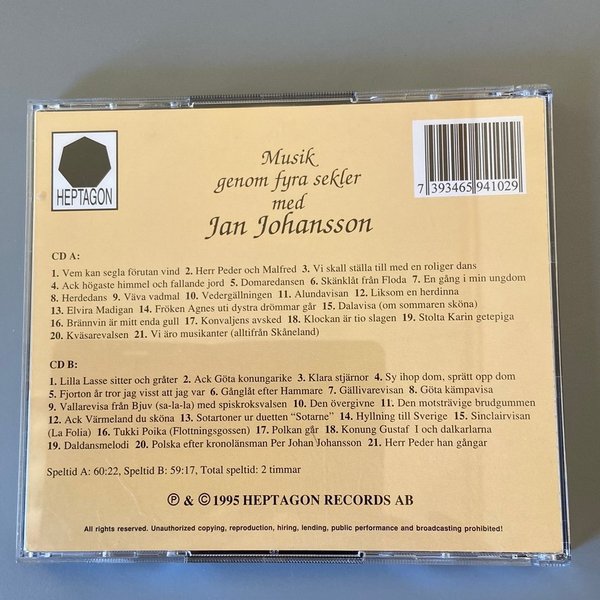 HEPTAGON
Musik
genom fyra sekler
med
Jan Johansson
7 393465 941029
CD A:
1. Vem kan segla förutan vind 2. Herr Peder och Malfred 3. Vi skall ställa till med en roliger dans
4. Ack högaste himmel och fallande jord 5. Domaredansen 6. Skänklåt från Floda 7. En gång i min ungdom
8. Herdedans 9. Väva vadmal 10. Vedergällningen 11. Alundavisan 12. Liksom en herdinna
13. Elvira Madigan 14. Fröken Agnes uti dystra drömmar går 15. Dalavisa (om sommaren sköna)
16. Brännvin är mitt enda gull 17. Konvaljens avsked 18. Klockan är tio slagen 19. Stolta Karin getepiga
20. Kväsarevalsen 21. Vi äro musikanter (alltifrån Skåneland)
CD B:
1. Lilla Lasse sitter och gråter 2. Ack Göta konungarike 3. Klara stjärnor 4. Sy ihop dom, sprätt opp dom
5. Fjorton år tror jag visst att jag var 6. Gånglåt efter Hammare 7. Gällivarevisan 8. Göta kämpavisa
9. Vallarevisa från Bjuv (sa-la-la) med spiskroksvalsen 10. Den övergivne 11. Den motsträvige brudgummen
12. Ack Värmeland du sköna 13. Sotartoner ur duetten "Sotarne" 14. Hyllning till Sverige 15. Sinclairvisan
(La Folia) 16. Tukki Poika (Flottningsgossen) 17. Polkan går 18. Konung Gustaf I och dalkarlarna
19. Daldansmelodi 20. Polska efter kronolänsman Per Johan Johansson 21. Herr Peder han gångar
Speltid A: 60:22, Speltid B: 59:17, Total speltid: 2 timmar
℗ & © 1995 HEPTAGON RECORDS AB
All rights reserved. Unauthorized copying, reproduction, hiring, lending, public performance and broadcasting prohibited!